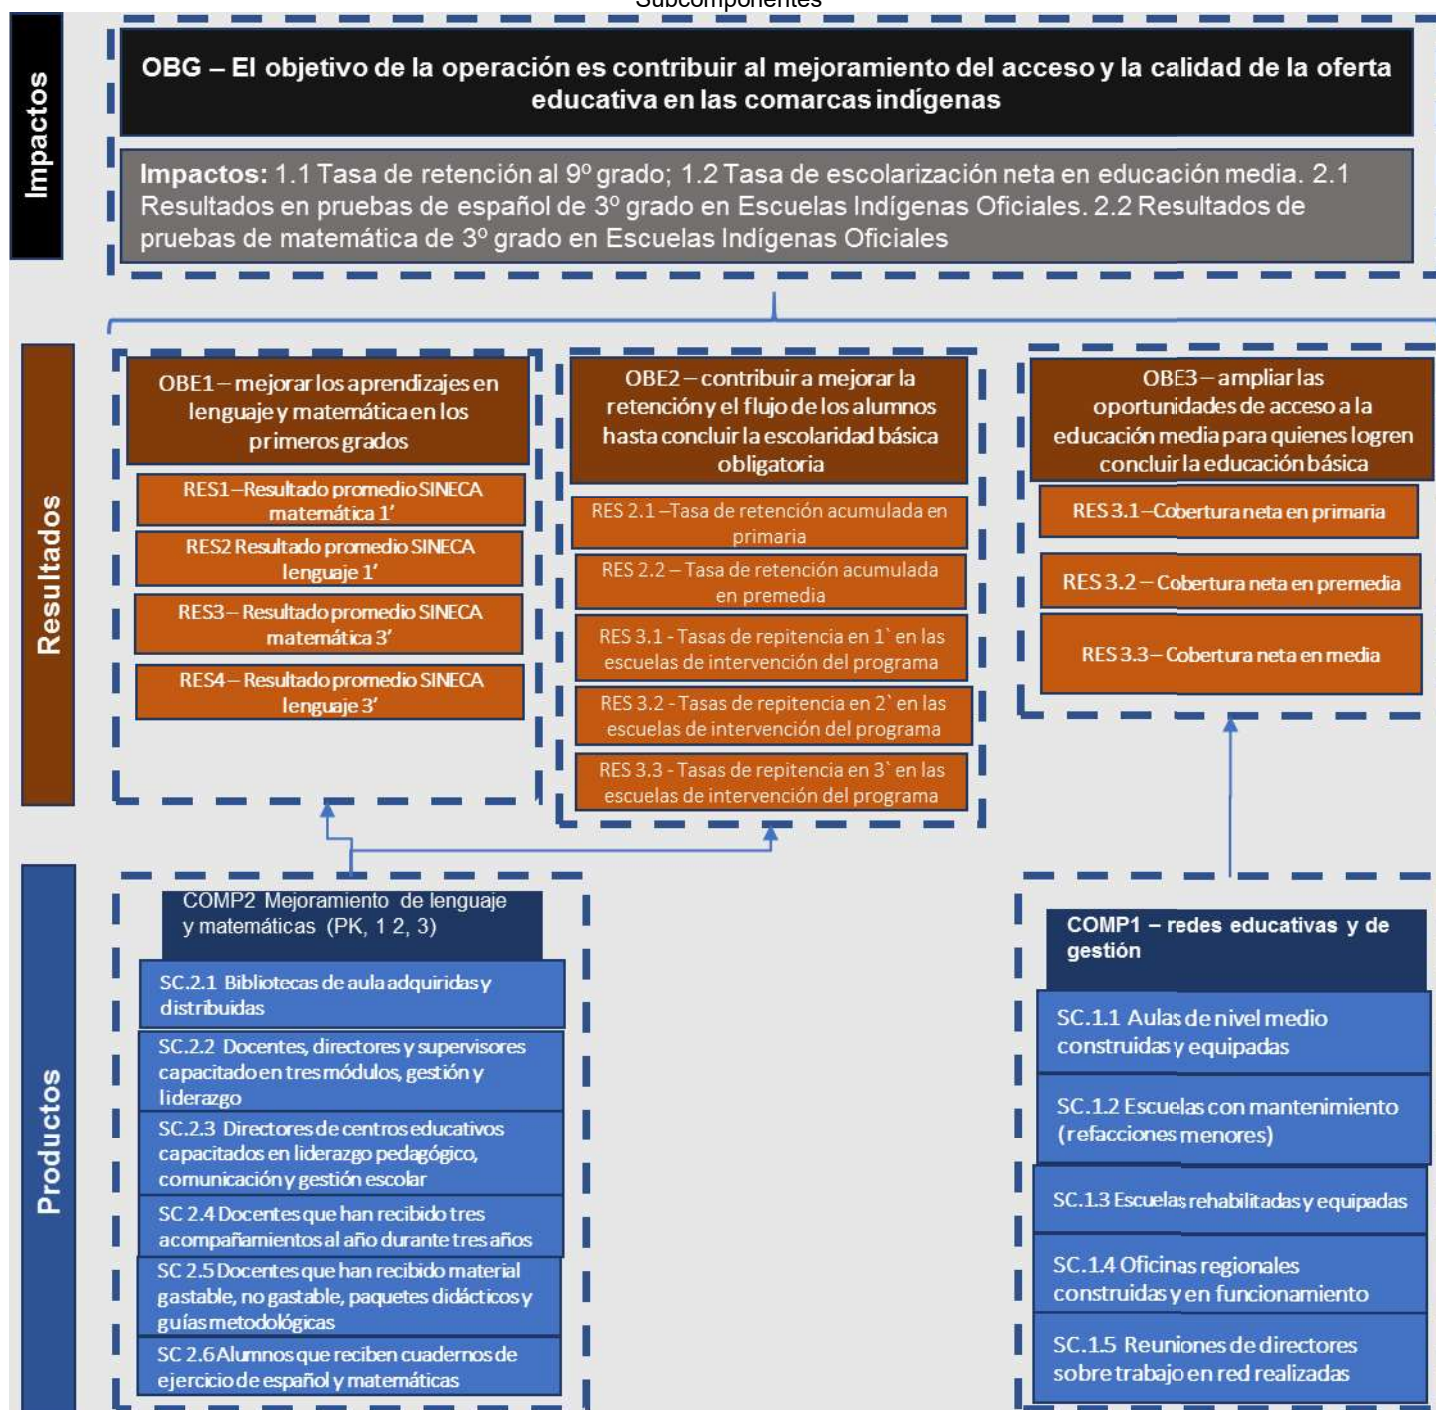 Subcomponentes
Impactos
OBG – El objetivo de la operación es contribuir al mejoramiento del acceso y la calidad de la oferta
educativa en las comarcas indígenas
Impactos: 1.1 Tasa de retención al 9º grado; 1.2 Tasa de escolarización neta en educación media. 2.1
Resultados en pruebas de español de 3º grado en Escuelas Indígenas Oficiales. 2.2 Resultados de
pruebas de matemática de 3º grado en Escuelas Indígenas Oficiales
Resultados
OBE1 – mejorar los aprendizajes en
lenguaje y matemática en los
primeros grados
RES1 – Resultado promedio SINECA
matemática 1’
RES2 Resultado promedio SINECA
lenguaje 1’
RES3 – Resultado promedio SINECA
matemática 3’
RES4 – Resultado promedio SINECA
lenguaje 3’
OBE2 – contribuir a mejorar la
retención y el flujo de los alumnos
hasta concluir la escolaridad básica
obligatoria
RES 2.1 – Tasa de retención acumulada en
primaria
RES 2.2 – Tasa de retención acumulada
en premedia
RES 3.1 - Tasas de repitencia en 1` en las
escuelas de intervención del programa
RES 3.2 - Tasas de repitencia en 2` en las
escuelas de intervención del programa
RES 3.3 - Tasas de repitencia en 3` en las
escuelas de intervención del programa
OBE3 – ampliar las
oportunidades de acceso a la
educación media para quienes logren
concluir la educación básica
RES 3.1 – Cobertura neta en primaria
RES 3.2 – Cobertura neta en premedia
RES 3.3 – Cobertura neta en media
Productos
COMP2 Mejoramiento de lenguaje
y matemáticas (PK, 1 2, 3)
SC.2.1 Bibliotecas de aula adquiridas y
distribuidas
SC.2.2 Docentes, directores y supervisores
capacitado en tres módulos, gestión y
liderazgo
SC.2.3 Directores de centros educativos
capacitados en liderazgo pedagógico,
comunicación y gestión escolar
SC 2.4 Docentes que han recibido tres
acompañamientos al año durante tres años
SC 2.5 Docentes que han recibido material
gastable, no gastable, paquetes didácticos y
guías metodológicas
SC 2.6 Alumnos que reciben cuadernos de
ejercicio de español y matemáticas
COMP1 – redes educativas y de
gestión
SC.1.1 Aulas de nivel medio
construidas y equipadas
SC.1.2 Escuelas con mantenimiento
(refacciones menores)
SC.1.3 Escuelas rehabilitadas y equipadas
SC.1.4 Oficinas regionales
construidas y en funcionamiento
SC.1.5 Reuniones de directores
sobre trabajo en red realizadas